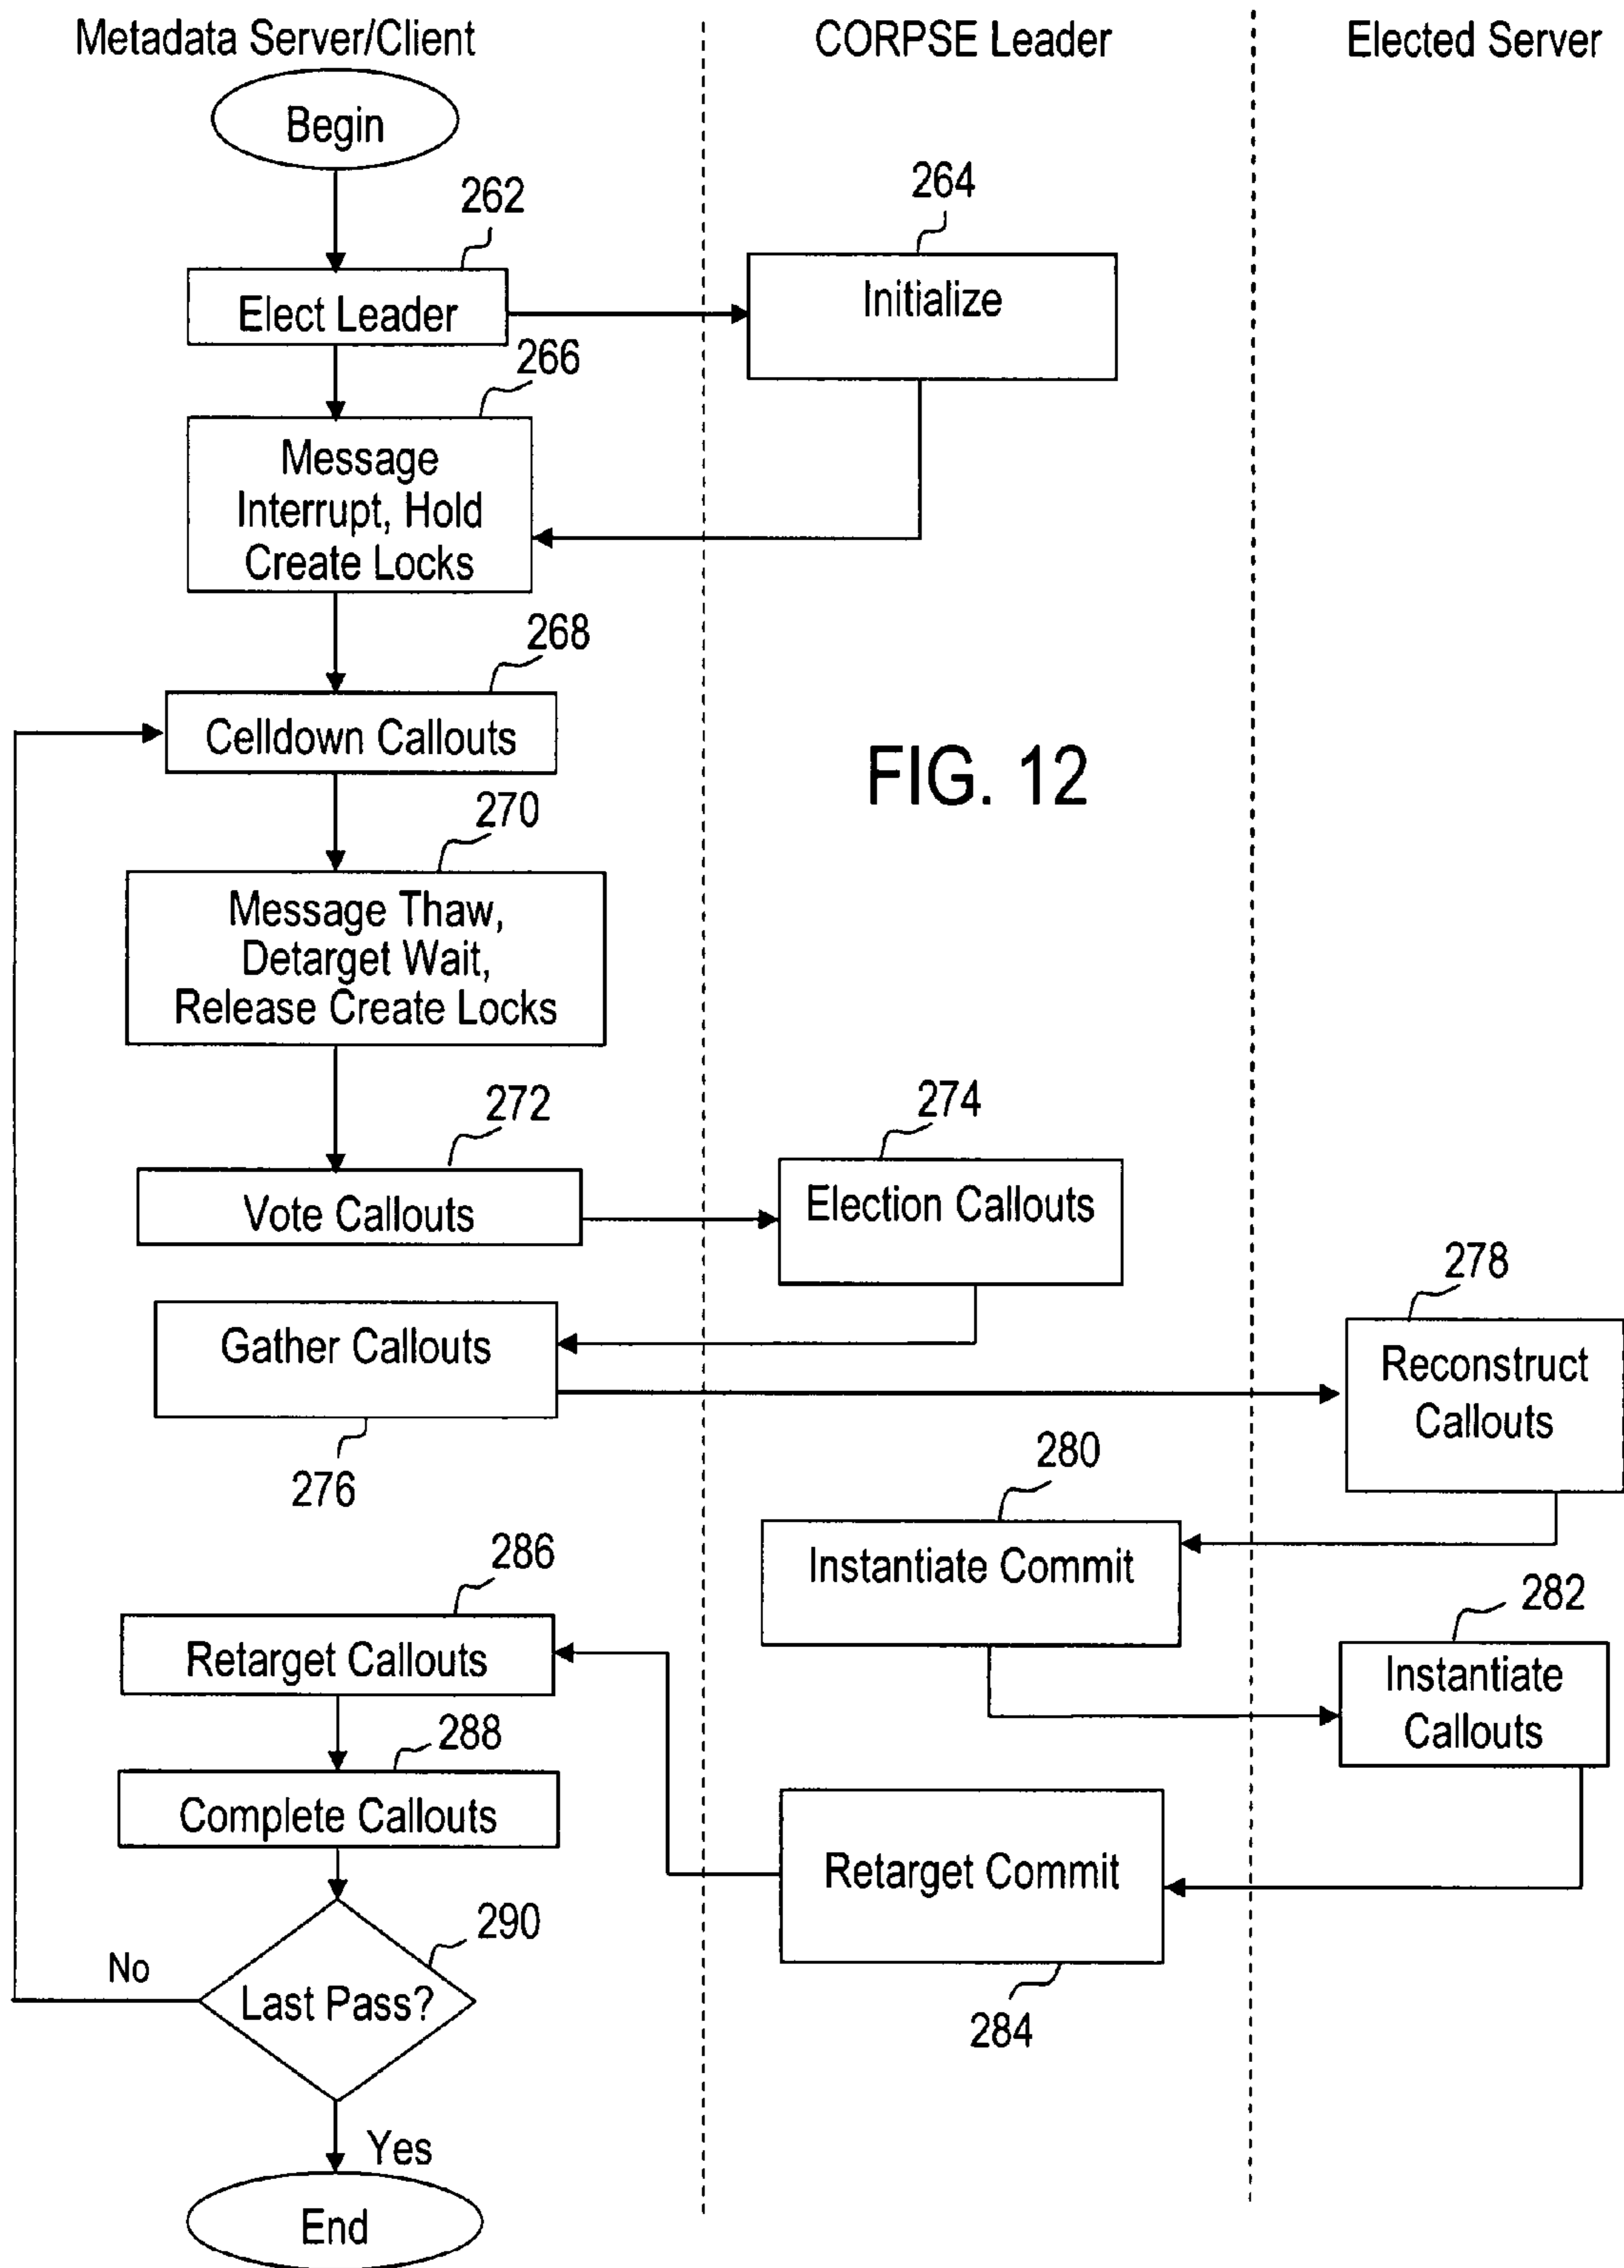 Metadata Server/Client
CORPSE Leader
Elected Server
Begin
262
264
Elect Leader
Initialize
266
Message
Interrupt, Hold
Create Locks
268
Celldown Callouts
FIG. 12
270
Message Thaw,
Detarget Wait,
Release Create Locks
272
274
Vote Callouts
Election Callouts
278
Gather Callouts
Reconstruct
Callouts
276
280
Instantiate Commit
286
282
Retarget Callouts
Instantiate
Callouts
288
Complete Callouts
Retarget Commit
290
No
Last Pass?
284
Yes
End